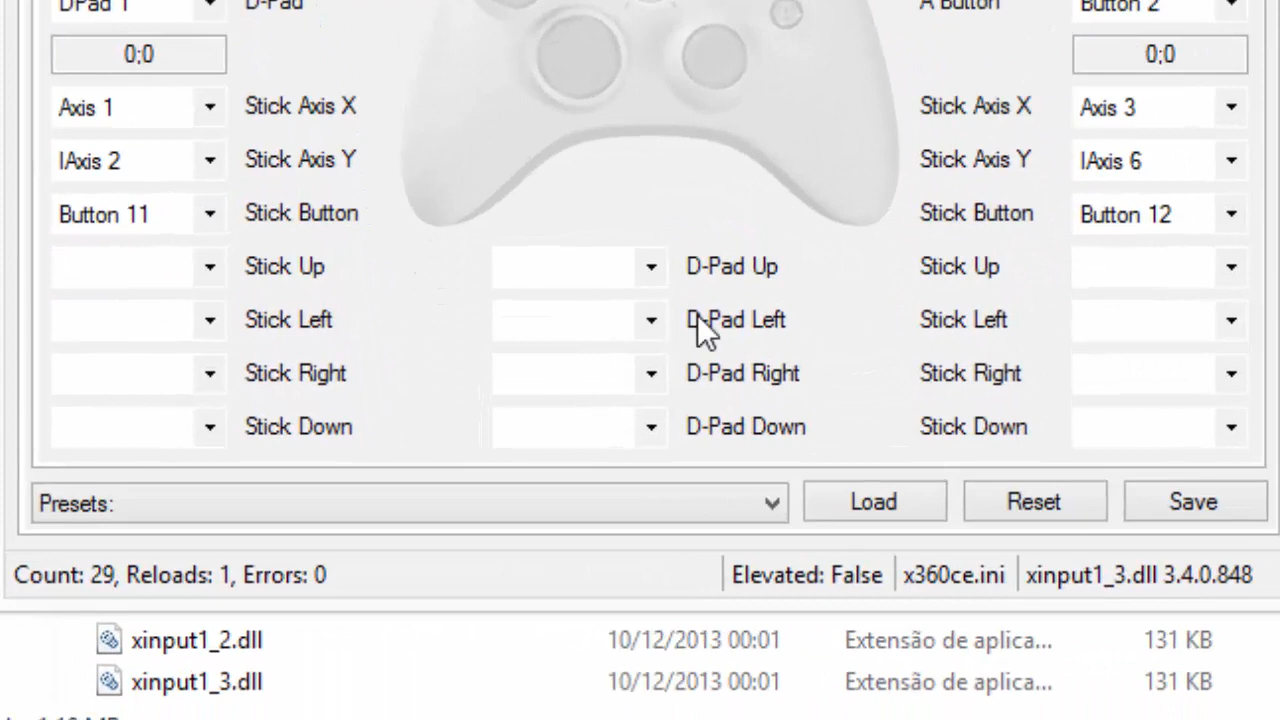 DPad 1 D-Pad A Button Button 2
0;0 0;0
Axis 1 Stick Axis X Stick Axis X Axis 3
IAxis 2 Stick Axis Y Stick Axis Y IAxis 6
Button 11 Stick Button Stick Button Button 12
Stick Up D-Pad Up Stick Up
Stick Left D-Pad Left Stick Left
Stick Right D-Pad Right Stick Right
Stick Down D-Pad Down Stick Down
Presets: Load Reset Save
Count: 29, Reloads: 1, Errors: 0 Elevated: False x360ce.ini xinput1_3.dll 3.4.0.848
xinput1_2.dll 10/12/2013 00:01 Extensão de aplica... 131 KB
xinput1_3.dll 10/12/2013 00:01 Extensão de aplica... 131 KB